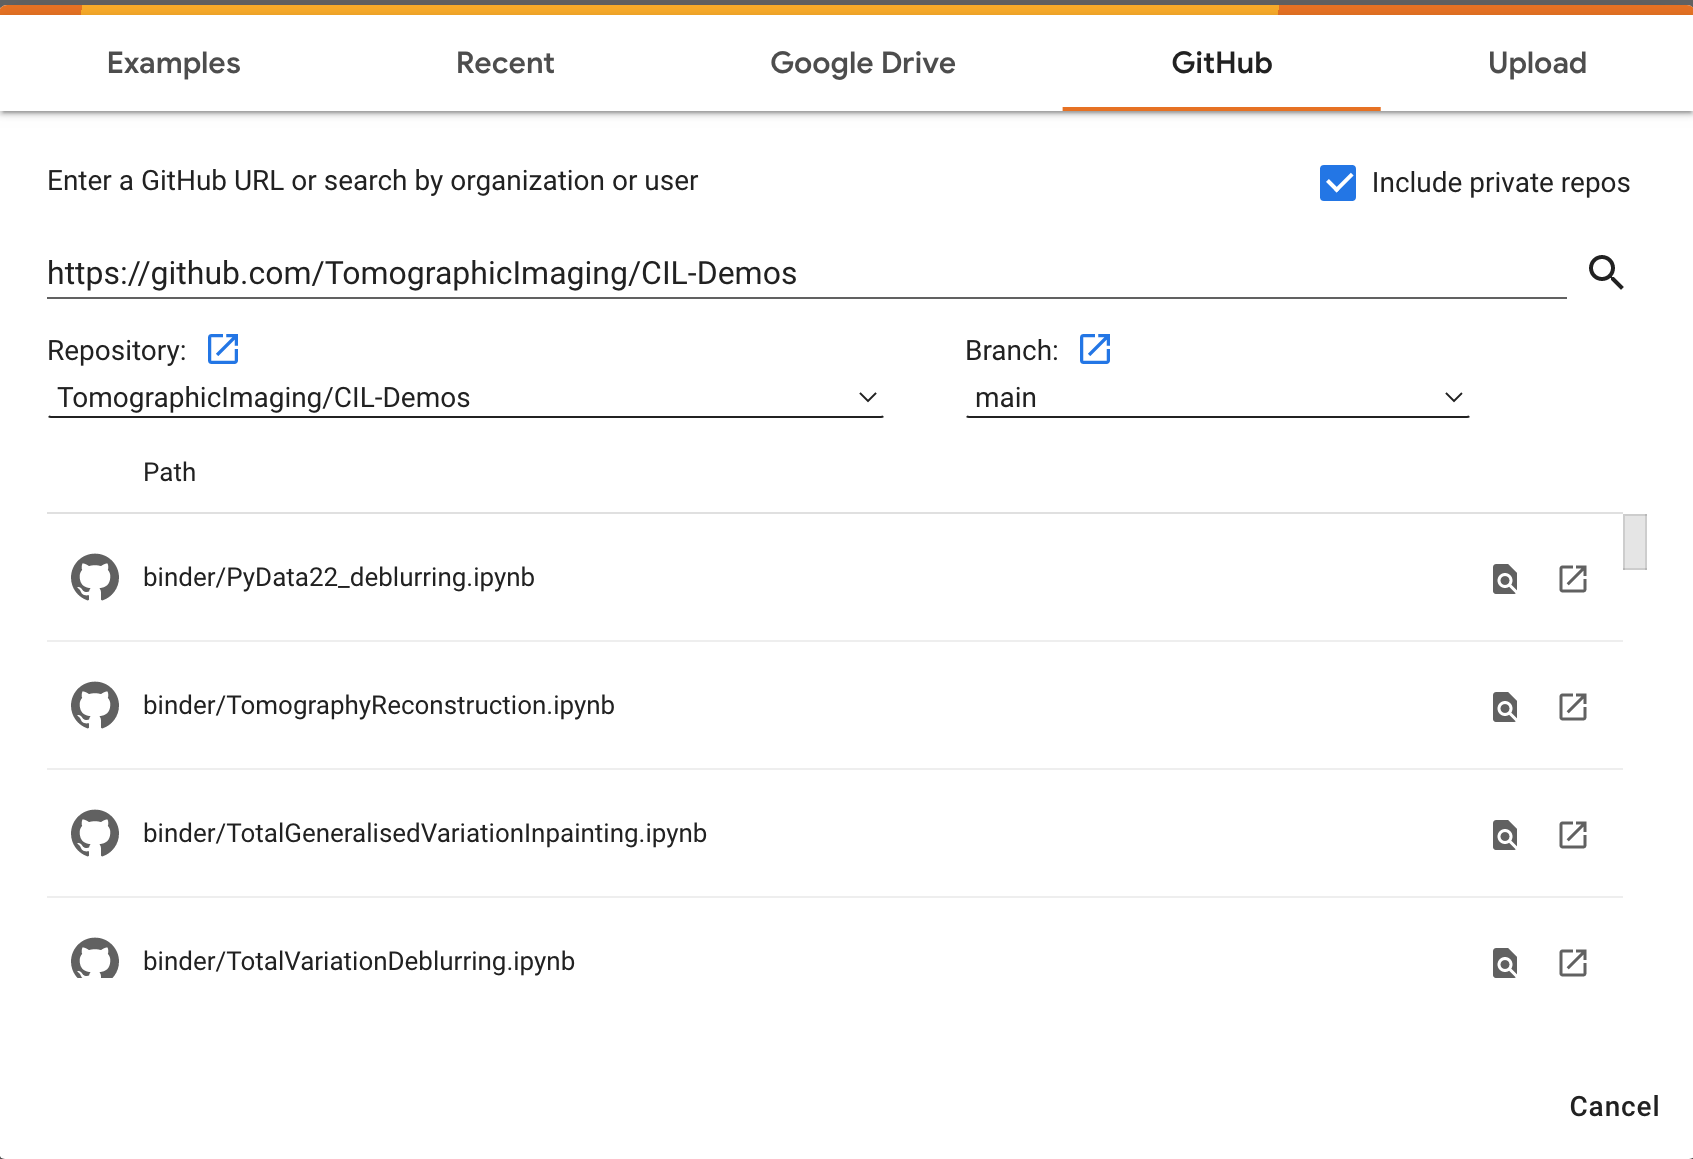 Examples Recent Google Drive GitHub Upload
Enter a GitHub URL or search by organization or user Include private repos
https://github.com/TomographicImaging/CIL-Demos
Repository: Branch:
TomographicImaging/CIL-Demos main
Path
binder/PyData22_deblurring.ipynb
binder/TomographyReconstruction.ipynb
binder/TotalGeneralisedVariationInpainting.ipynb
binder/TotalVariationDeblurring.ipynb
Cancel